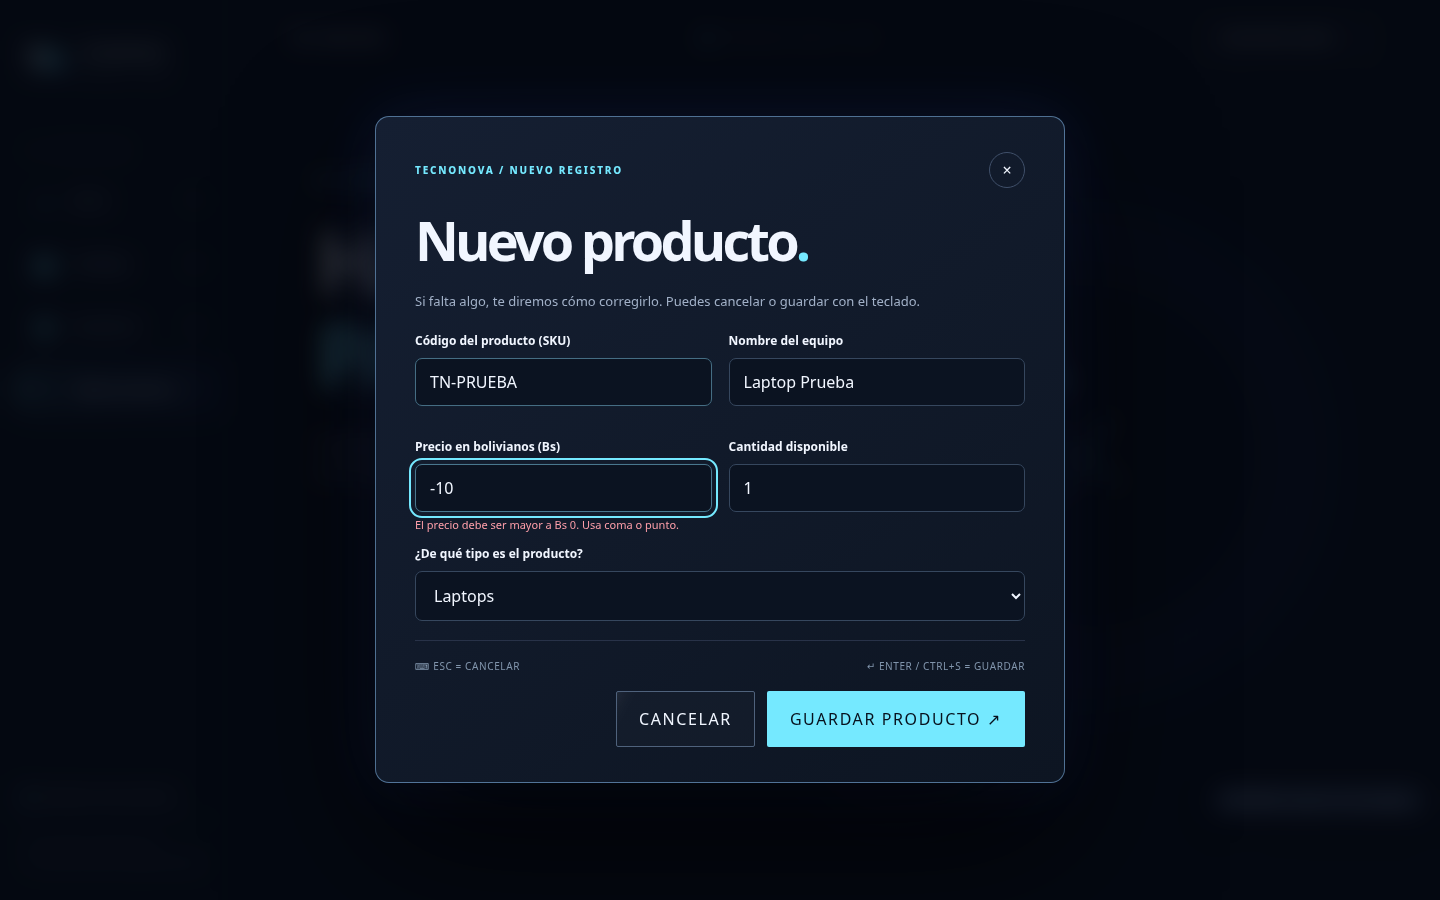 TECNONOVA / NUEVO REGISTRO
×
Nuevo producto.
Si falta algo, te diremos cómo corregirlo. Puedes cancelar o guardar con el teclado.
Código del producto (SKU)
Nombre del equipo
TN-PRUEBA
Laptop Prueba
Precio en bolivianos (Bs)
Cantidad disponible
-10
1
El precio debe ser mayor a Bs 0. Usa coma o punto.
¿De qué tipo es el producto?
Laptops
⌨ ESC = CANCELAR
↵ ENTER / CTRL+S = GUARDAR
CANCELAR
GUARDAR PRODUCTO ↗